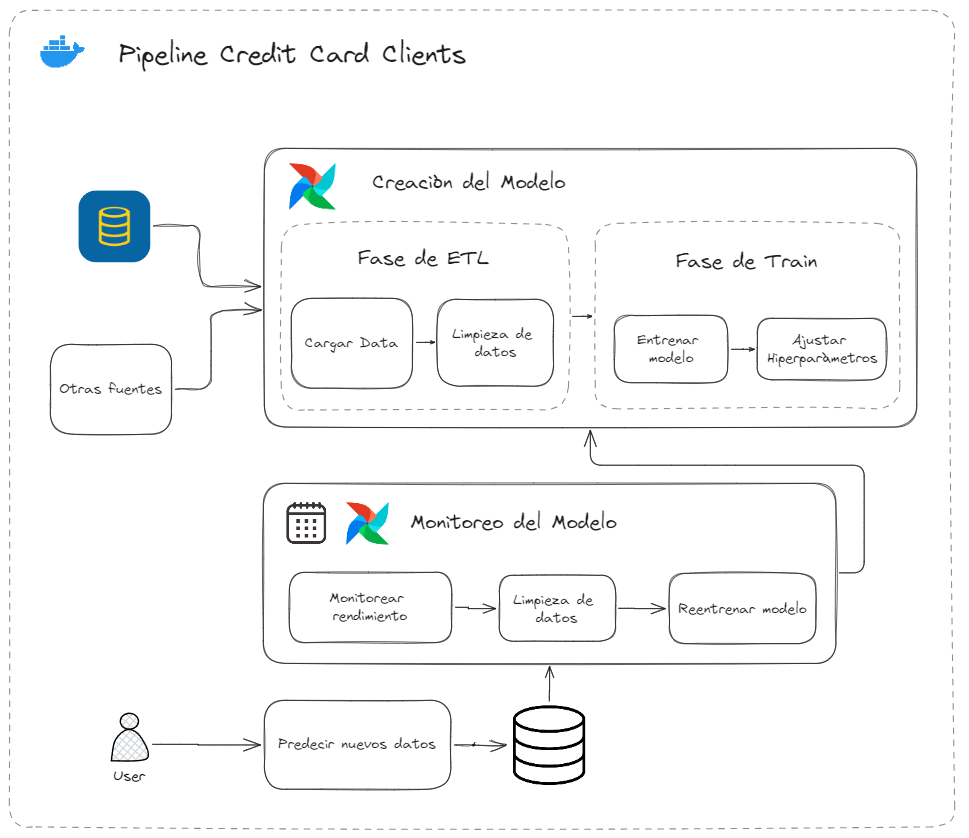 Pipeline Credit Card Clients
Creaciòn del Modelo
Fase de ETL
Cargar Data
Limpieza de
datos
Fase de Train
Entrenar
modelo
Ajustar
Hiperparàmetros
Otras fuentes
Monitoreo del Modelo
Monitorear
rendimiento
Limpieza de
datos
Reentrenar modelo
User
Predecir nuevos datos